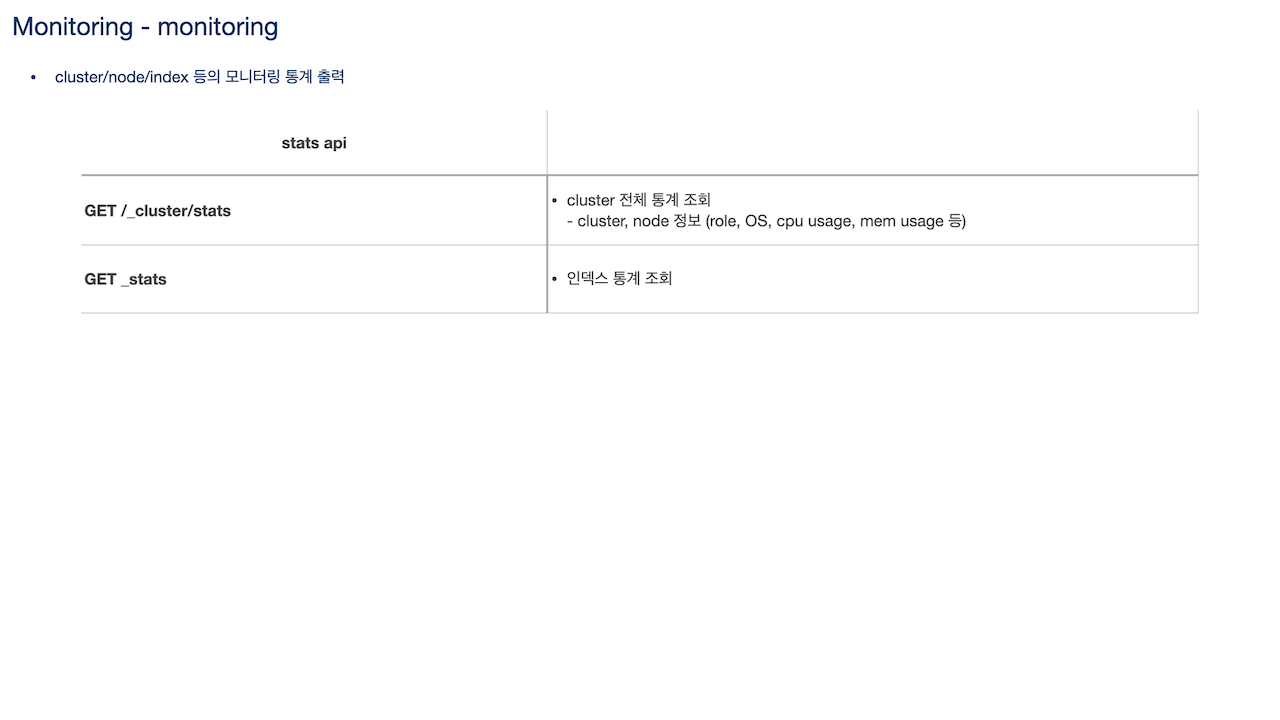 Monitoring - monitoring
• cluster/node/index 등의 모니터링 통계 출력
stats api
GET /_cluster/stats
• cluster 전체 통계 조회
- cluster, node 정보 (role, OS, cpu usage, mem usage 등)
GET _stats
• 인덱스 통계 조회